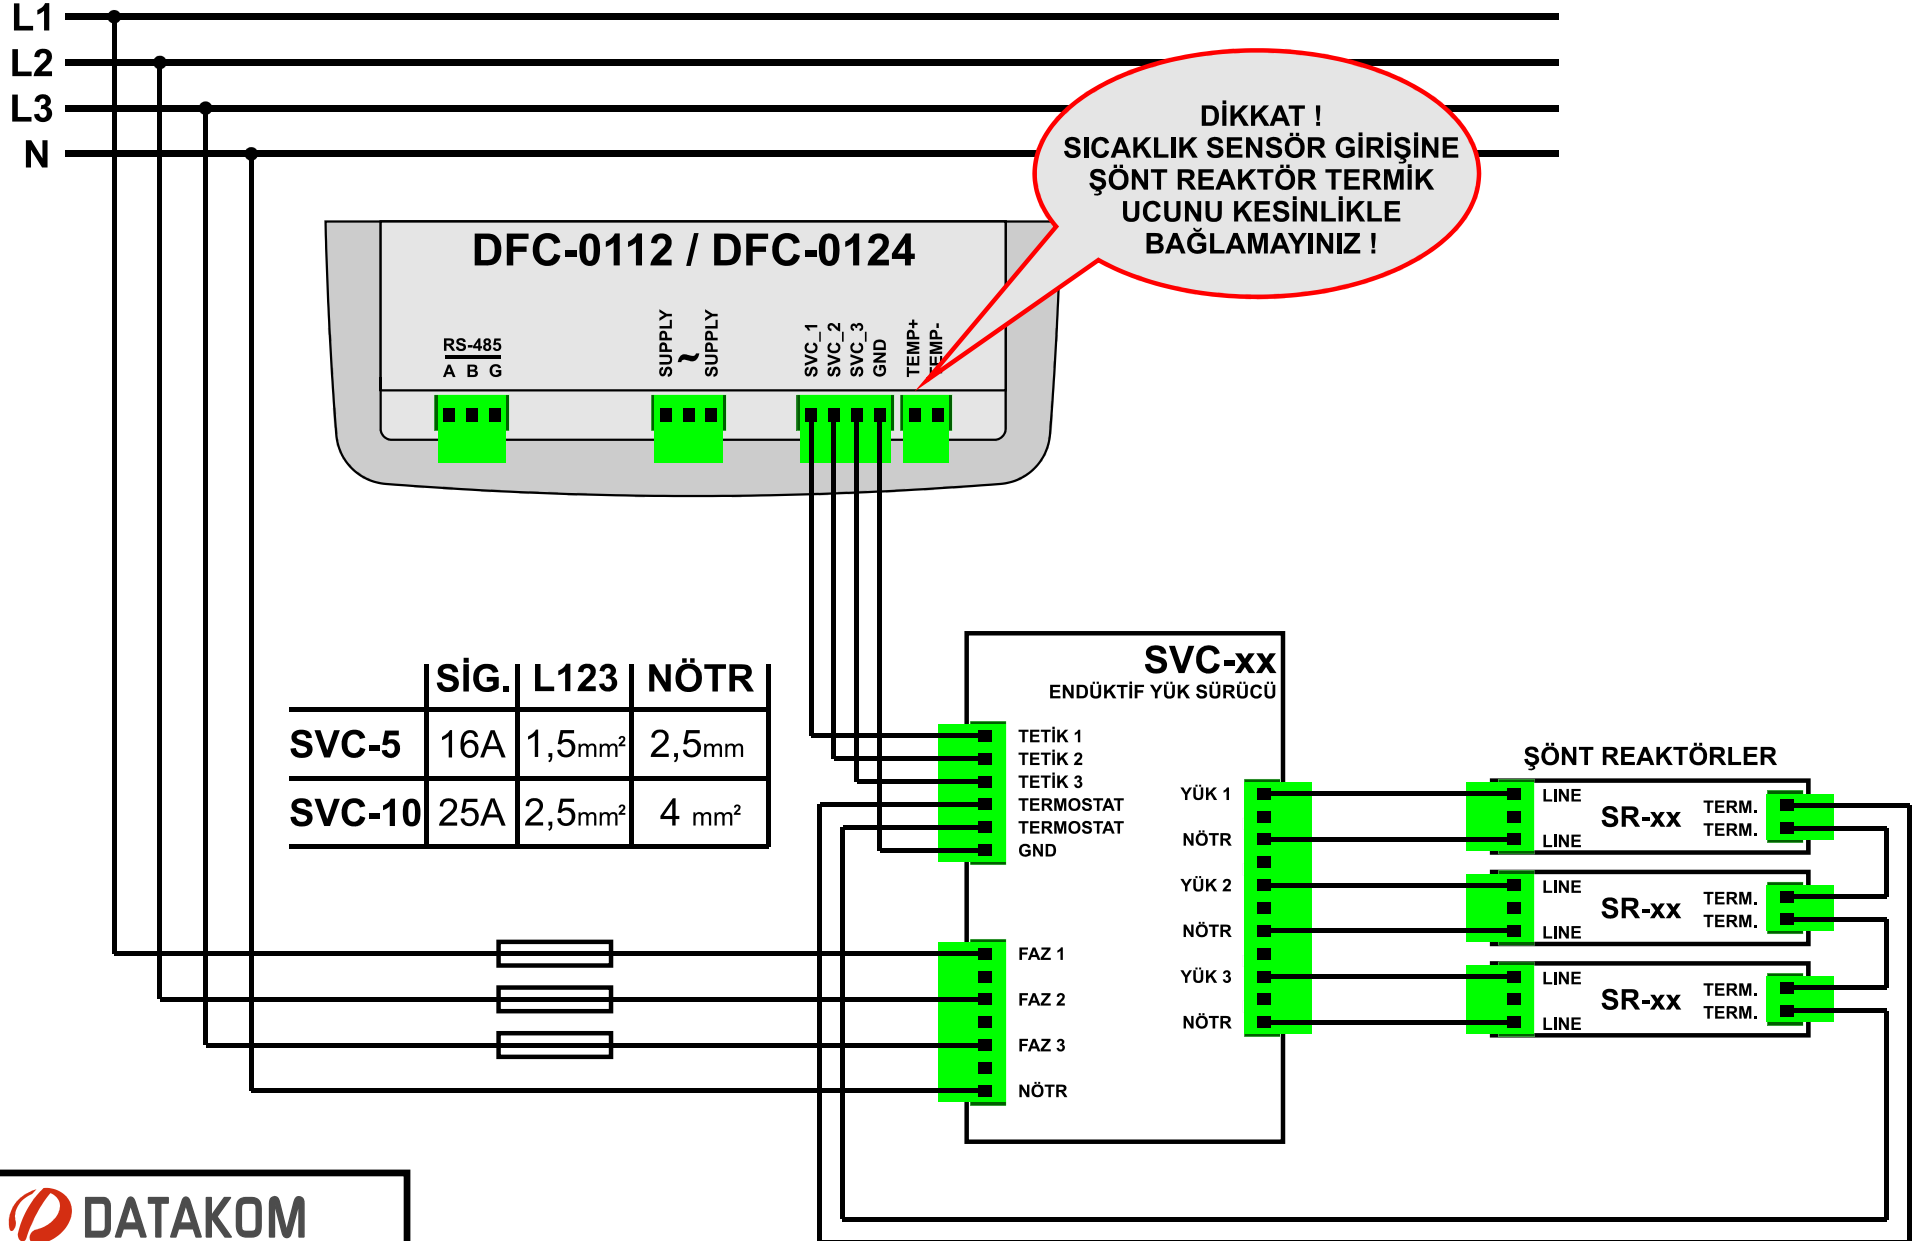 L1
L2
L3
N
DİKKAT !
SICAKLIK SENSÖR GİRİŞİNE
ŞÖNT REAKTÖR TERMİK
UCUNU KESİNLİKLE
BAĞLAMAYINIZ !
DFC-0112 / DFC-0124
RS-485
A B G
SUPPLY
~
SUPPLY
SVC_1
SVC_2
SVC_3
GND
TEMP+
TEMP-
SİG. L123 NÖTR
SVC-5 16A 1,5mm² 2,5mm
SVC-10 25A 2,5mm² 4 mm²
SVC-xx
ENDÜKTİF YÜK SÜRÜCÜ
TETİK 1
TETİK 2
TETİK 3
TERMOSTAT
TERMOSTAT
GND
FAZ 1
FAZ 2
FAZ 3
NÖTR
YÜK 1
NÖTR
YÜK 2
NÖTR
YÜK 3
NÖTR
ŞÖNT REAKTÖRLER
LINE
SR-xx
TERM.
TERM.
LINE
LINE
SR-xx
TERM.
TERM.
LINE
LINE
SR-xx
TERM.
TERM.
LINE
DATAKOM